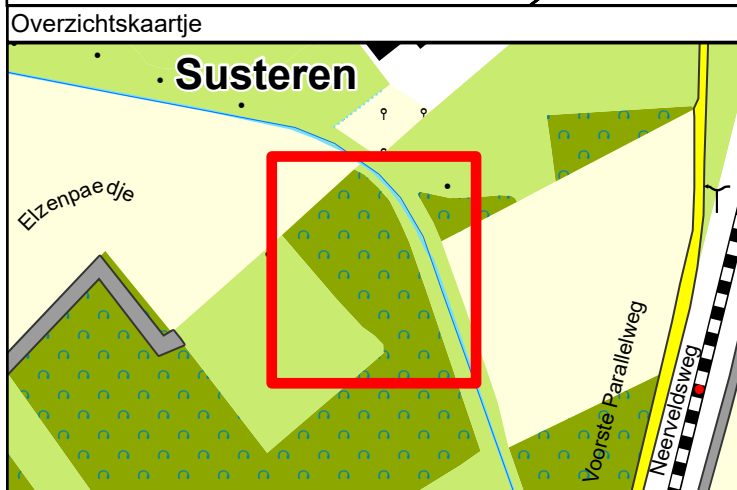 Overzichtskaartje
Susteren
Elzenpaedje
Voorste Parallelweg
Neerveldsweg